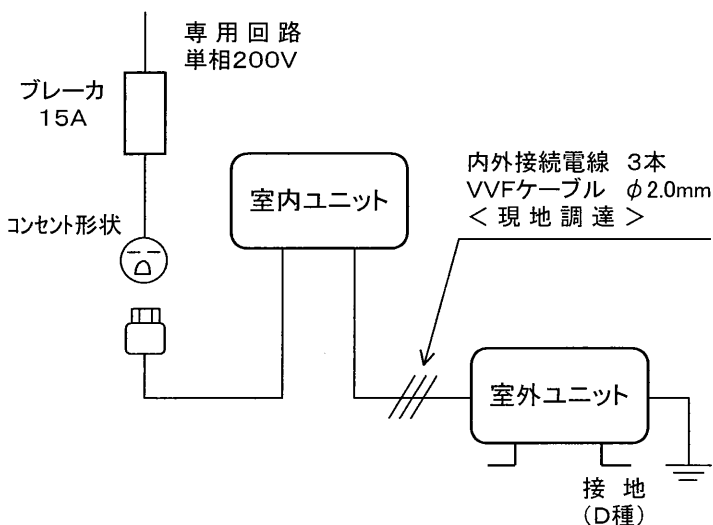 専用回路
単相200V
ブレーカ
15A
コンセント形状
室内ユニット
内外接続電線 3本
VVFケーブル φ2.0mm
<現地調達>
室外ユニット
接地
(D種)